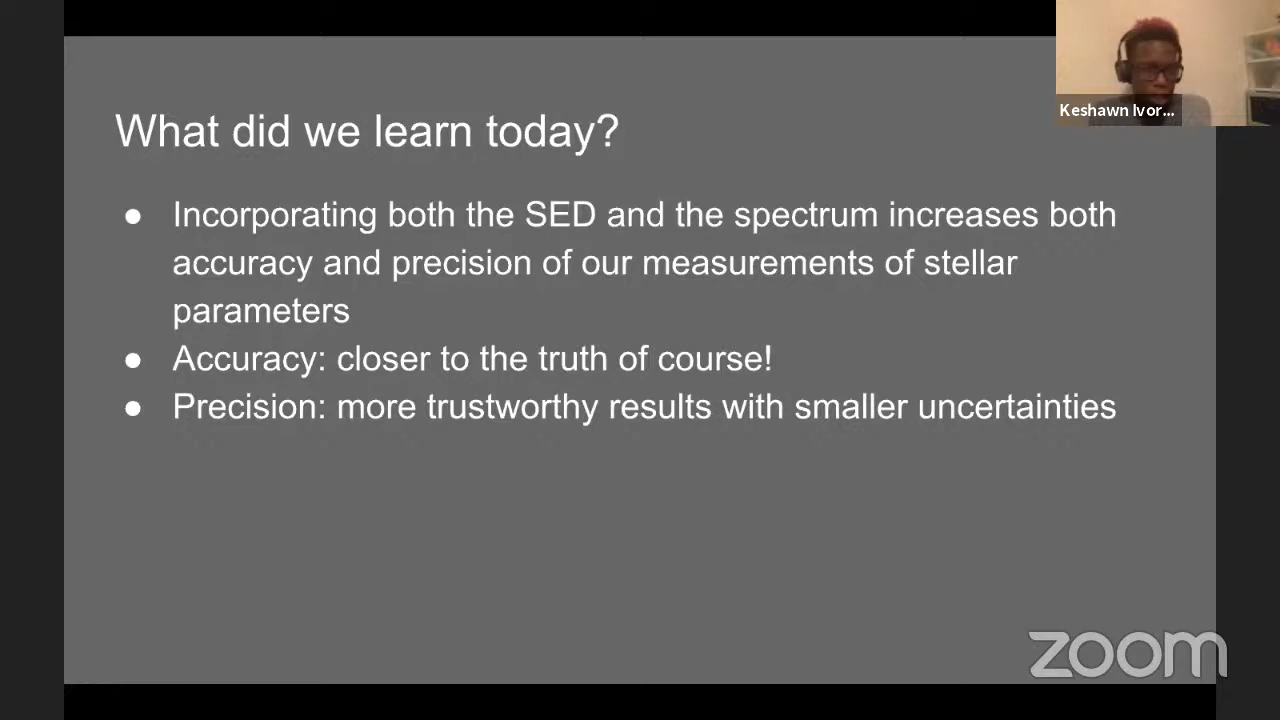 Keshawn Ivor...
What did we learn today?
● Incorporating both the SED and the spectrum increases both
accuracy and precision of our measurements of stellar
parameters
● Accuracy: closer to the truth of course!
● Precision: more trustworthy results with smaller uncertainties
zoom